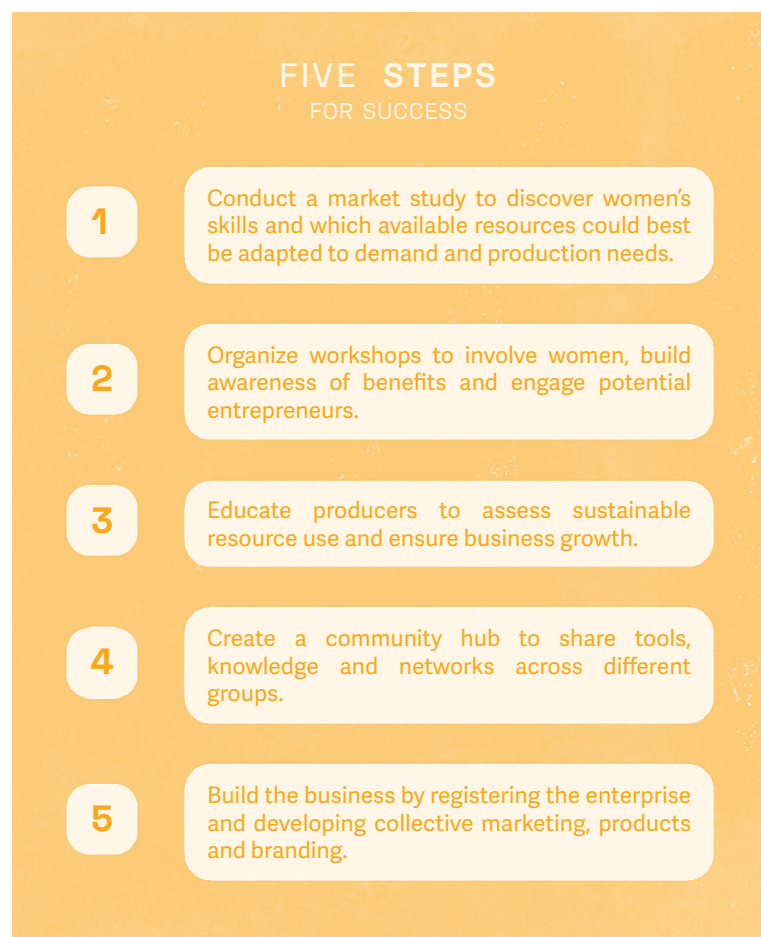 FIVE STEPS
FOR SUCCESS
1
Conduct a market study to discover women’s
skills and which available resources could best
be adapted to demand and production needs.
2
Organize workshops to involve women, build
awareness of benefits and engage potential
entrepreneurs.
3
Educate producers to assess sustainable
resource use and ensure business growth.
4
Create a community hub to share tools,
knowledge and networks across different
groups.
5
Build the business by registering the enterprise
and developing collective marketing, products
and branding.